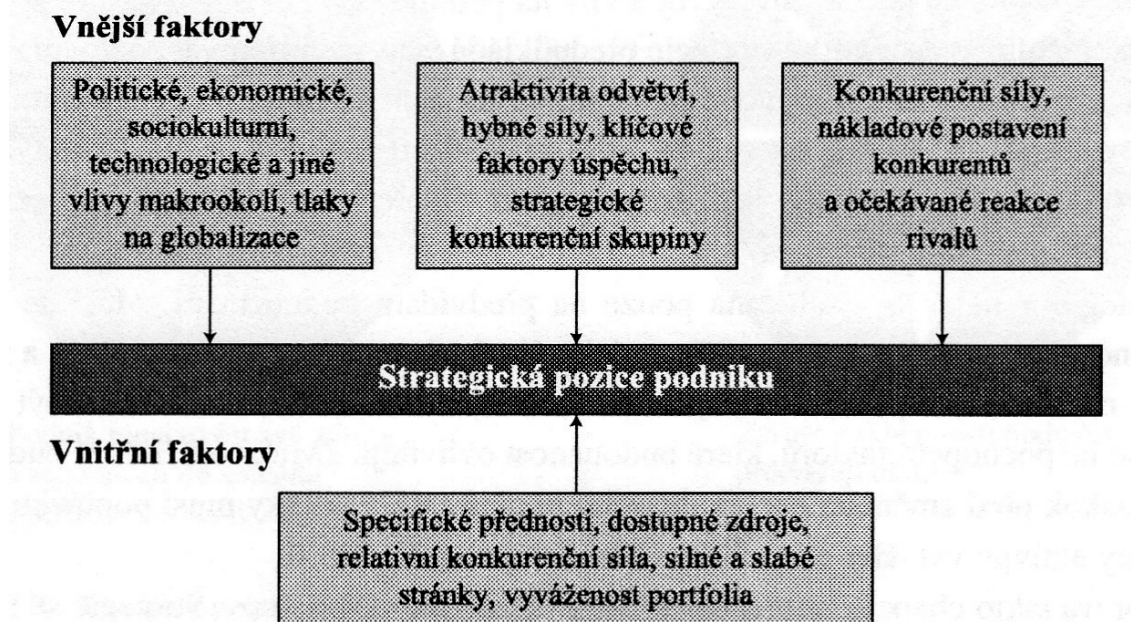 Vnější faktory
Politické, ekonomické,
sociokulturní,
technologické a jiné
vlivy makrookolí, tlaky
na globalizace
Atraktivita odvětví,
hybné síly, klíčové
faktory úspěchu,
strategické
konkurenční skupiny
Konkurenční síly,
nákladové postavení
konkurentů
a očekávané reakce
rivalů
Strategická pozice podniku
Vnitřní faktory
Specifické přednosti, dostupné zdroje,
relativní konkurenční síla, silné a slabé
stránky, vyváženost portfolia